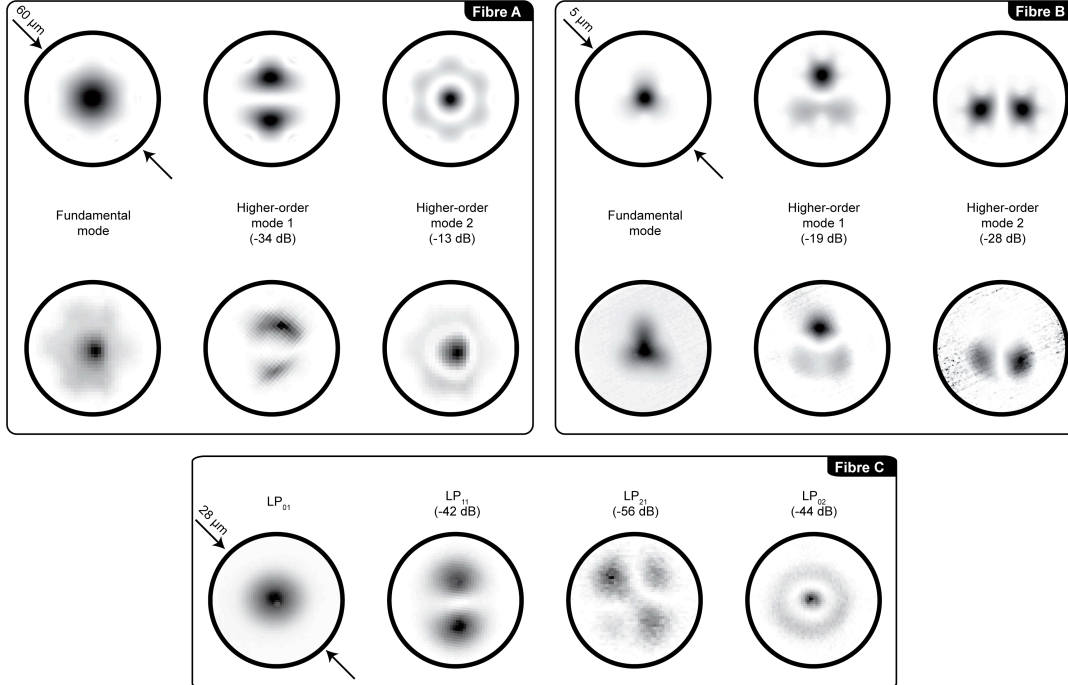 Fibre A
60 µm
Fundamental
mode
Higher-order
mode 1
(-34 dB)
Higher-order
mode 2
(-13 dB)
Fibre B
5 µm
Fundamental
mode
Higher-order
mode 1
(-19 dB)
Higher-order
mode 2
(-28 dB)
Fibre C
28 µm
LP₀₁
LP₁₁
(-42 dB)
LP₂₁
(-56 dB)
LP₀₂
(-44 dB)